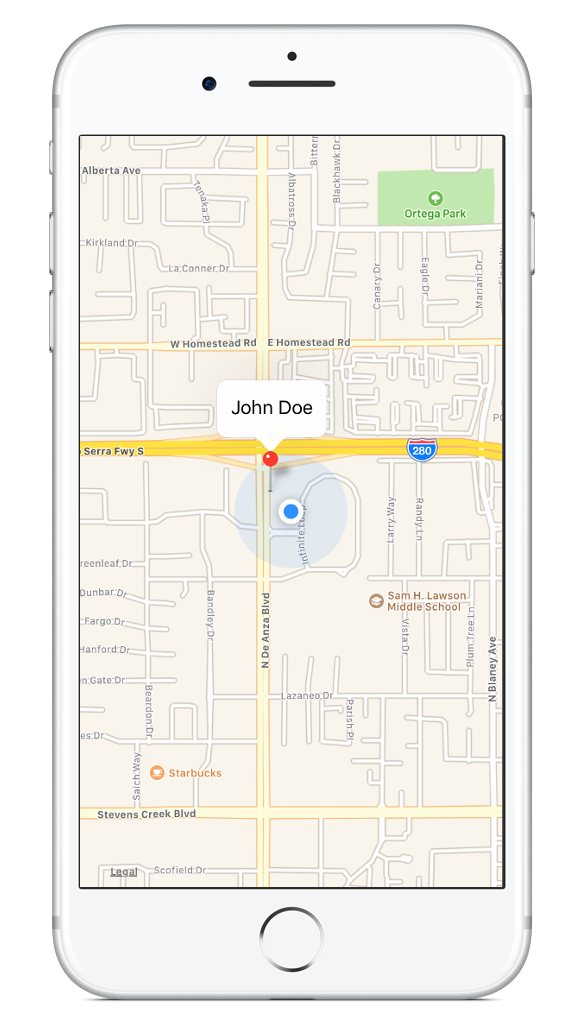 Bittern
Blackhawk Dr
Alberta Ave
Tenaka Pl
Albatross Dr
Ortega Park
Kirkland Dr
La Conner Dr
Canary Dr
Eagle Dr
Mariani Dr
W Homestead Rd
E Homestead Rd
John Doe
o Serra Fwy S
280
Infinite Loop
Larry Way
Randy Ln
reenleaf Dr
Dunbar Dr
Fargo Dr
Hanford Dr
n Gate Dr
Bandley Dr
N De Anza Blvd
Sam H. Lawson
Middle School
Vista Dr
Plum Tree Ln
N Blaney Ave
Beardon Dr
Lazaneo Dr
Parish Pl
es Dr
Saich Way
Starbucks
Stevens Creek Blvd
Legal
Scofield Dr